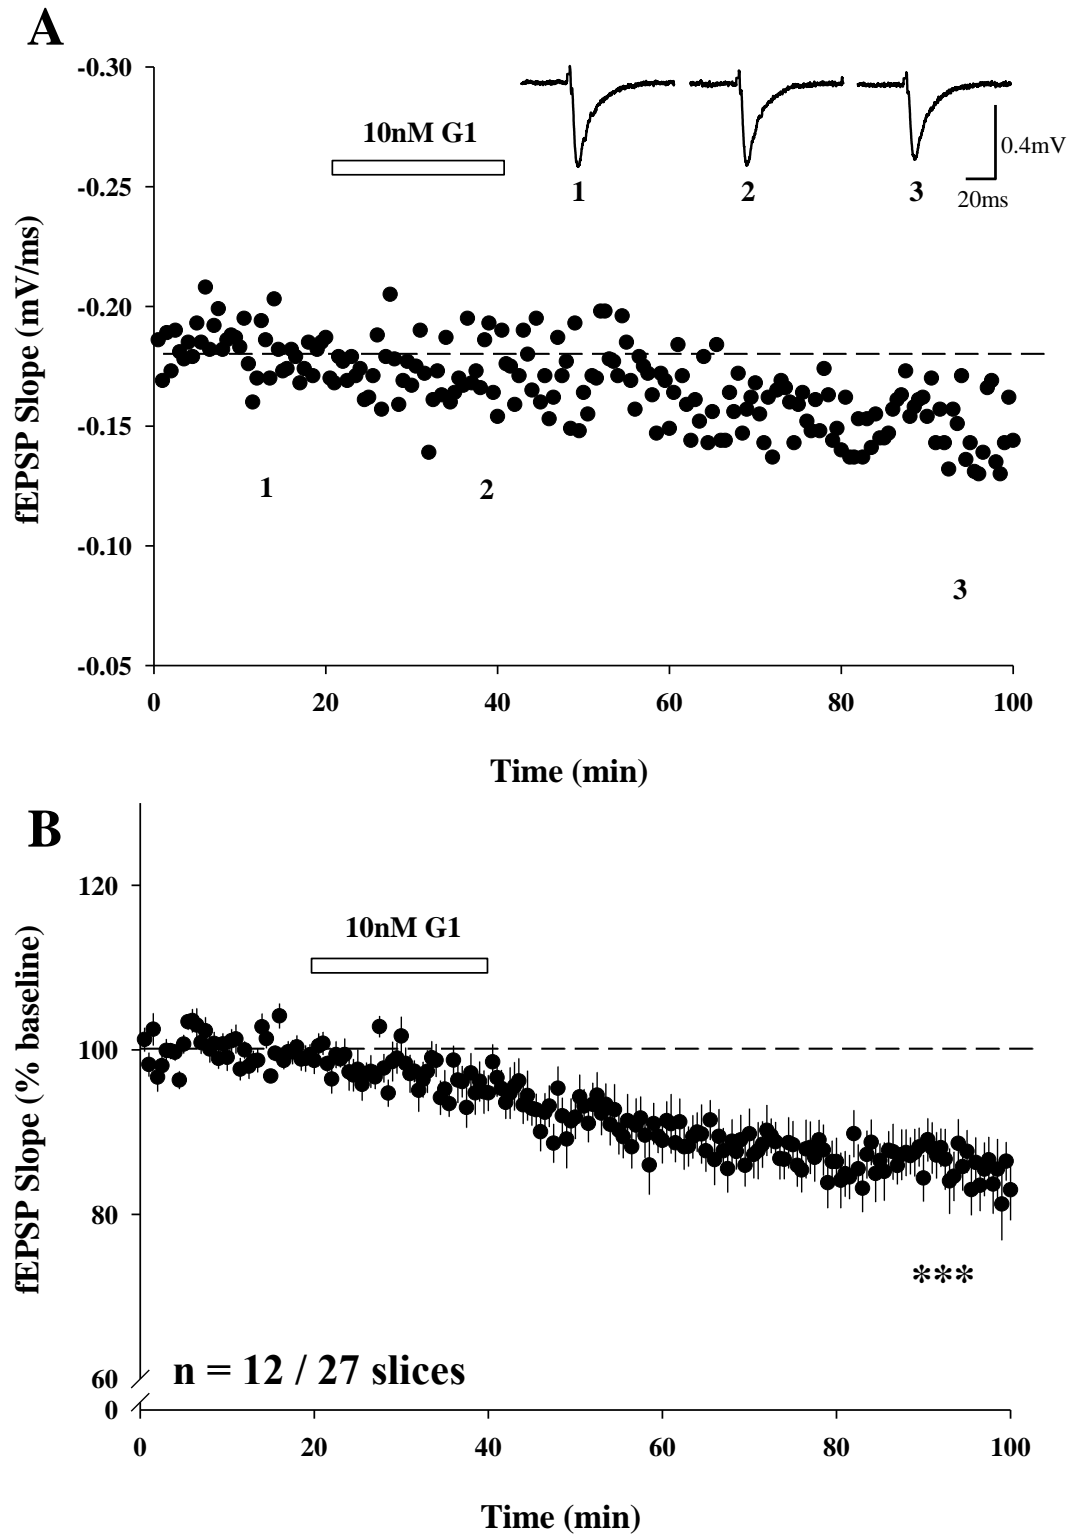 A
-0.30
10nM G1
0.4mV
-0.25
1
2
3
20ms
fEPSP Slope (mV/ms)
-0.20
-0.15
1
2
-0.10
3
-0.05
0
20
40
60
80
100
Time (min)
B
120
10nM G1
fEPSP Slope (% baseline)
100
80
***
60
n = 12 / 27 slices
0
0
20
40
60
80
100
Time (min)